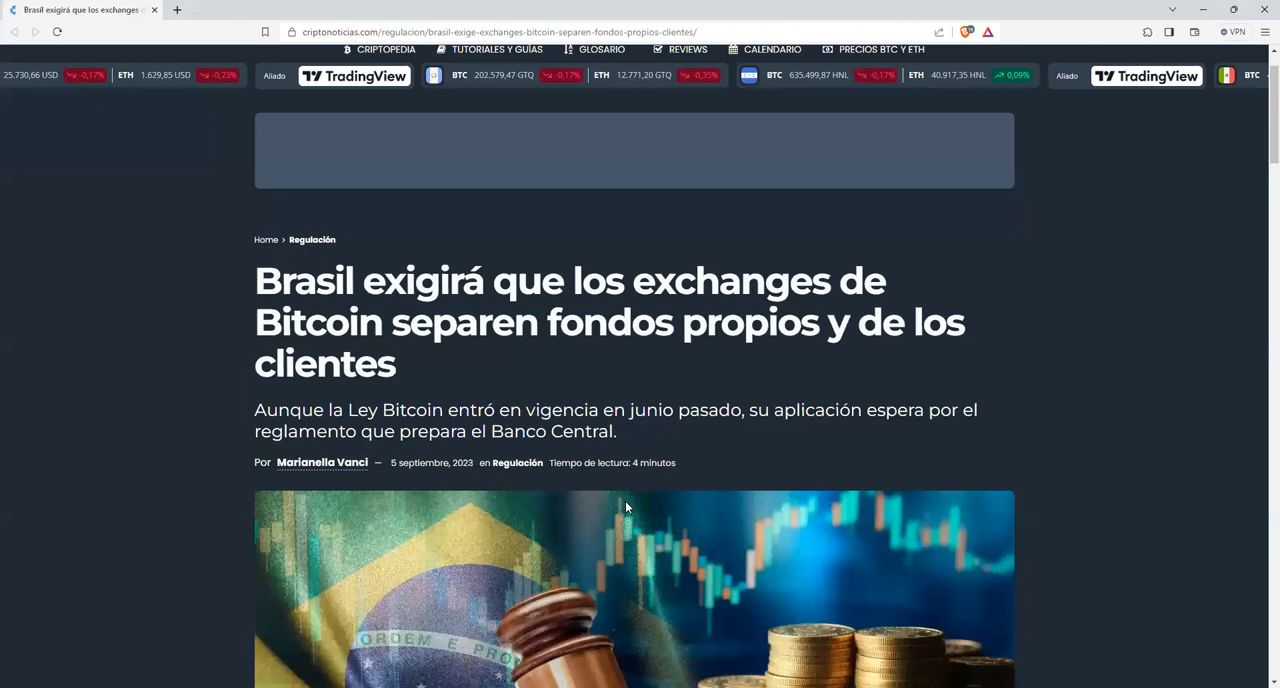 Brasil exigirá que los exchanges d
criptonoticias.com/regulacion/brasil-exige-exchanges-bitcoin-separen-fondos-propios-clientes/
VPN
CRIPTOPEDIA TUTORIALES Y GUÍAS GLOSARIO REVIEWS CALENDARIO PRECIOS BTC Y ETH
25.730,66 USD -0,17% ETH 1.629,85 USD -0,23% Aliado TradingView BTC 202.579,47 GTQ -0,17% ETH 12.771,20 GTQ -0,35% BTC 635.499,87 HNL -0,17% ETH 40.917,35 HNL 0,09% Aliado TradingView BTC
Home > Regulación
Brasil exigirá que los exchanges de
Bitcoin separen fondos propios y de los
clientes
Aunque la Ley Bitcoin entró en vigencia en junio pasado, su aplicación espera por el
reglamento que prepara el Banco Central.
Por Marianella Vanci — 5 septiembre, 2023 en Regulación Tiempo de lectura: 4 minutos
ORDEM E PRO